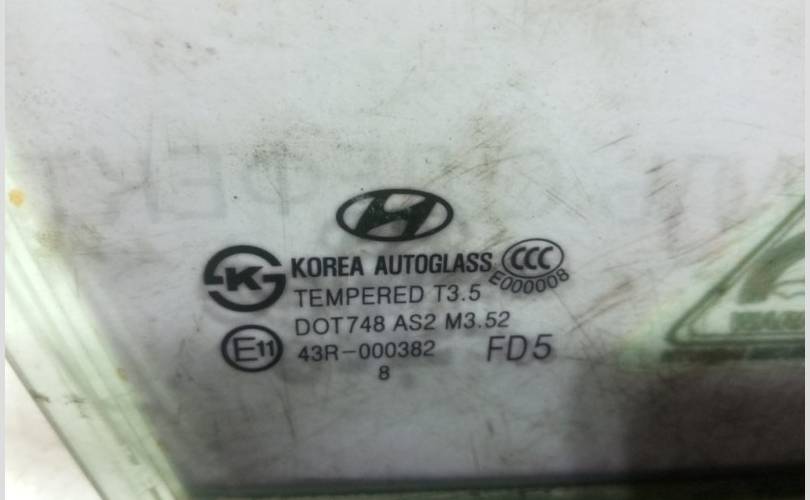 KOREA AUTOGLASS
CCC
E000008
TEMPERED T3.5
DOT748 AS2 M3.52
E11
43R-000382
FD5
8